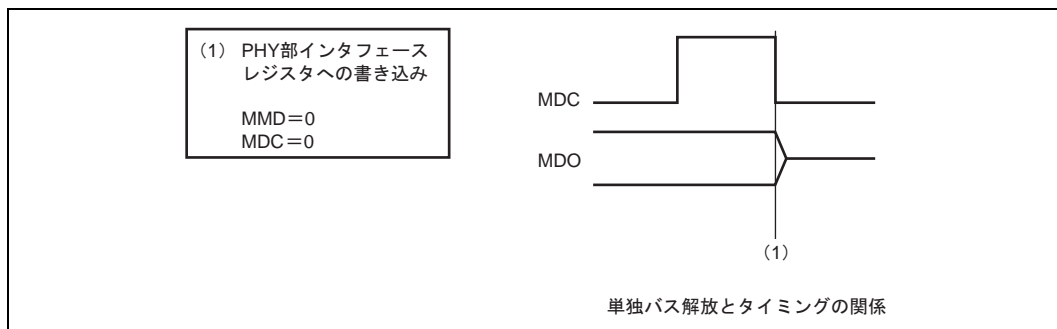 （1） PHY部インタフェース
レジスタへの書き込み
MMD＝0
MDC＝0
MDC
MDO
（1）
単独バス解放とタイミングの関係